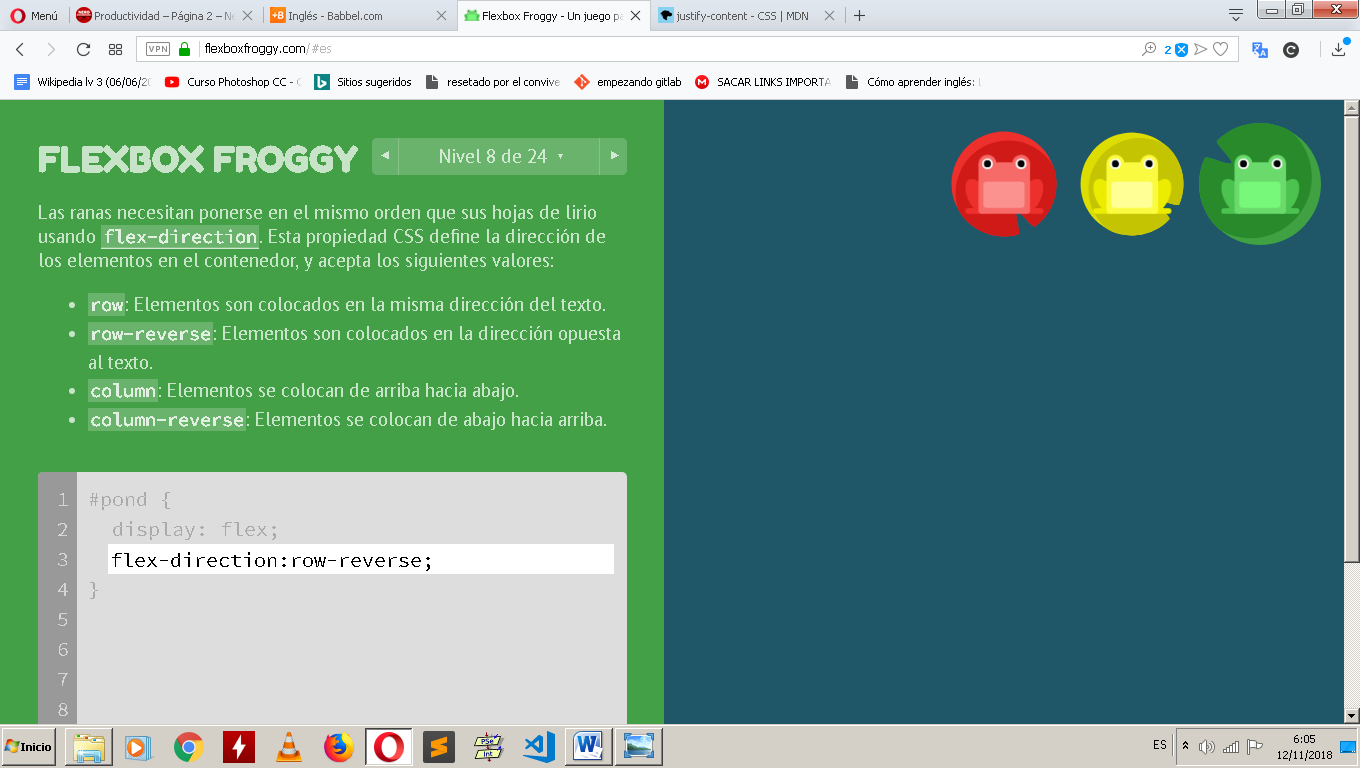 Menú
Productividad – Página 2 – Ne
Inglés - Babbel.com
Flexbox Froggy - Un juego pa
justify-content - CSS | MDN
VPN
flexboxfroggy.com/#es
2
Wikipedia lv 3 (06/06/20
Curso Photoshop CC - C
Sitios sugeridos
resetado por el convive
empezando gitlab
SACAR LINKS IMPORTA
Cómo aprender inglés:
FLEXBOX FROGGY
Nivel 8 de 24
Las ranas necesitan ponerse en el mismo orden que sus hojas de lirio
usando flex-direction. Esta propiedad CSS define la dirección de
los elementos en el contenedor, y acepta los siguientes valores:
• row: Elementos son colocados en la misma dirección del texto.
• row-reverse: Elementos son colocados en la dirección opuesta
al texto.
• column: Elementos se colocan de arriba hacia abajo.
• column-reverse: Elementos se colocan de abajo hacia arriba.
1 #pond {
2 display: flex;
3 flex-direction:row-reverse;
4 }
5
6
7
8
Inicio
PSe
Int
ES
6:05
12/11/2018